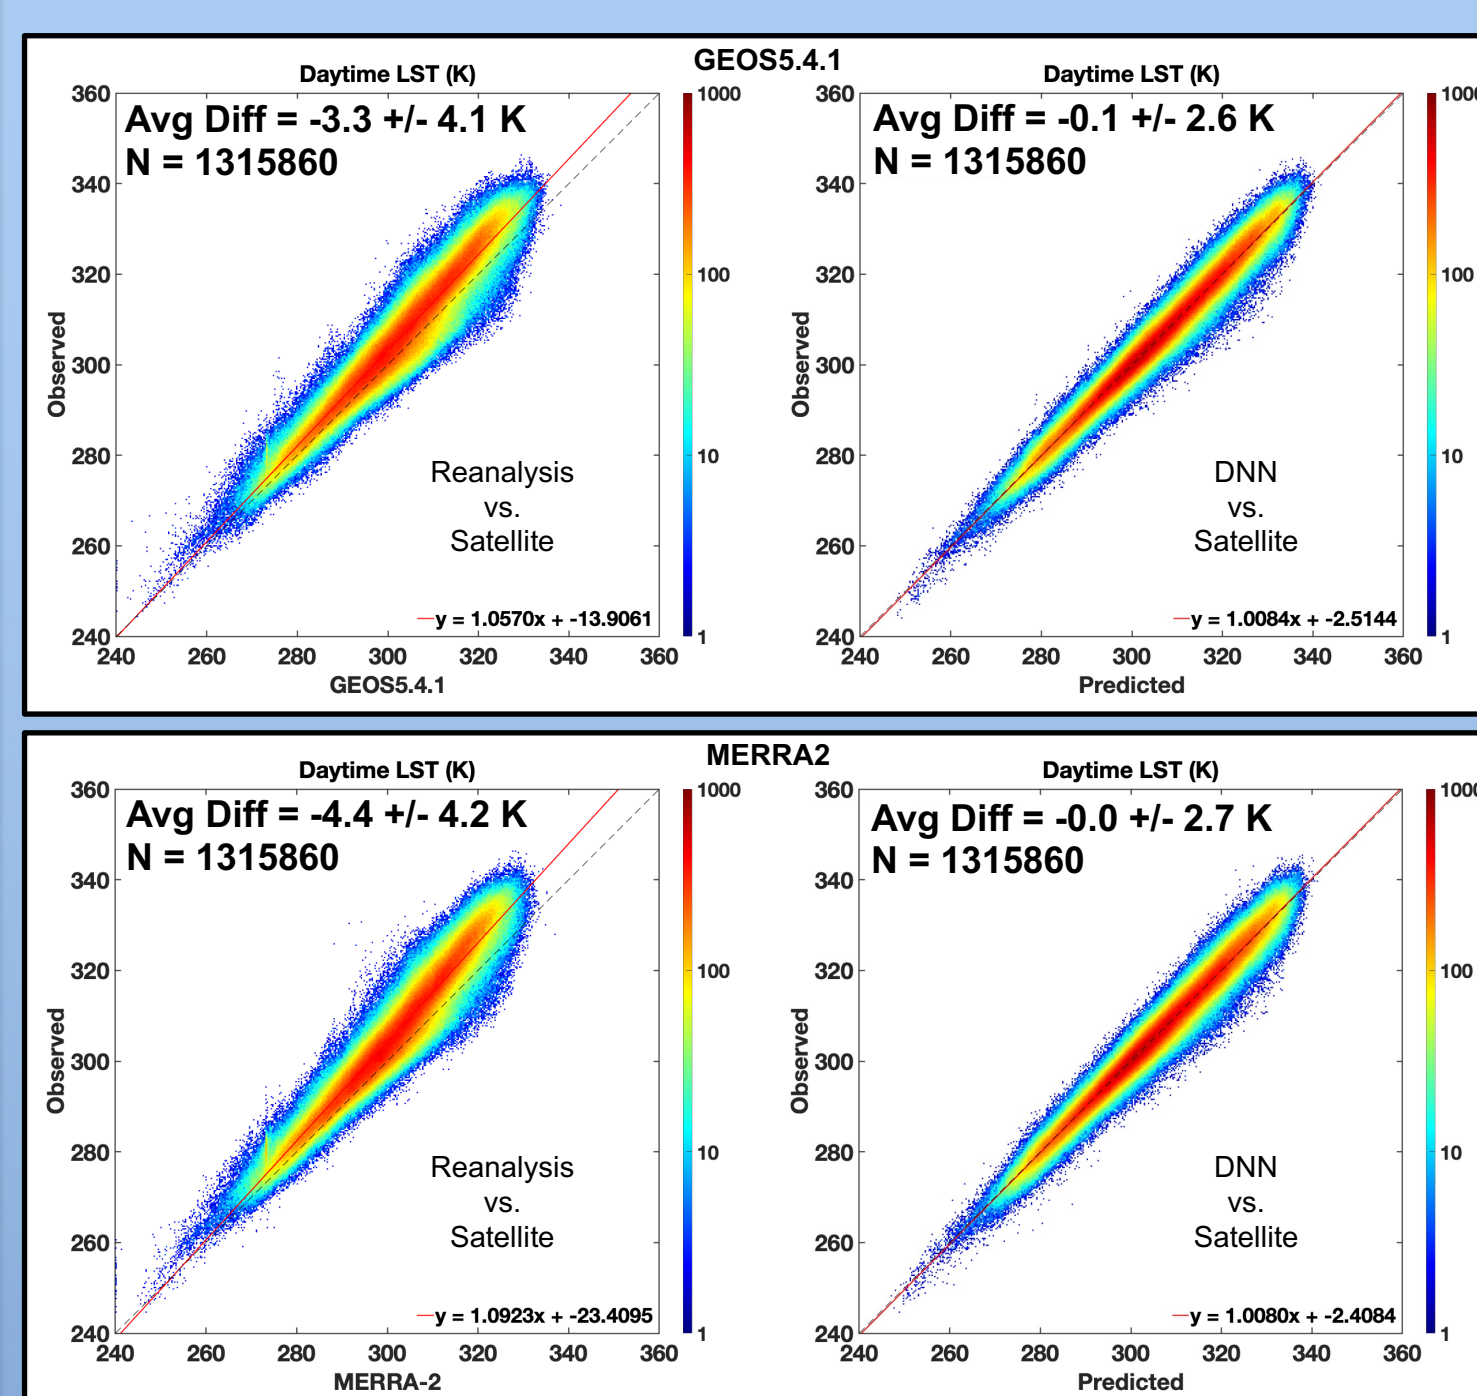 GEOS5.4.1
Daytime LST (K)
Avg Diff = -3.3 +/- 4.1 K
N = 1315860
360
340
320
300
280
260
240
Observed
Reanalysis
vs.
Satellite
y = 1.0570x + -13.9061
240 260 280 300 320 340 360
GEOS5.4.1
1000
100
10
1
Daytime LST (K)
Avg Diff = -0.1 +/- 2.6 K
N = 1315860
360
340
320
300
280
260
240
Observed
DNN
vs.
Satellite
y = 1.0084x + -2.5144
240 260 280 300 320 340 360
Predicted
1000
100
10
1
MERRA2
Daytime LST (K)
Avg Diff = -4.4 +/- 4.2 K
N = 1315860
360
340
320
300
280
260
240
Observed
Reanalysis
vs.
Satellite
y = 1.0923x + -23.4095
240 260 280 300 320 340 360
MERRA-2
1000
100
10
1
Daytime LST (K)
Avg Diff = -0.0 +/- 2.7 K
N = 1315860
360
340
320
300
280
260
240
Observed
DNN
vs.
Satellite
y = 1.0080x + -2.4084
240 260 280 300 320 340 360
Predicted
1000
100
10
1